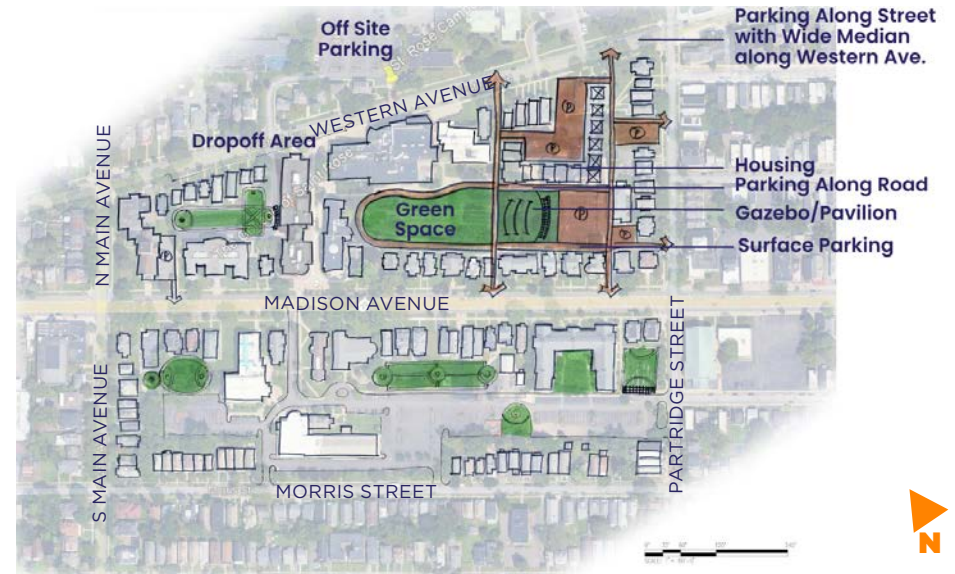 Off Site
Parking
Parking Along Street
with Wide Median
along Western Ave.
WESTERN AVENUE
Dropoff Area
N MAIN AVENUE
Housing
Parking Along Road
Green
Space
Gazebo/Pavilion
Surface Parking
P
P
P
P
P
P
MADISON AVENUE
S MAIN AVENUE
PARTRIDGE STREET
MORRIS STREET
N